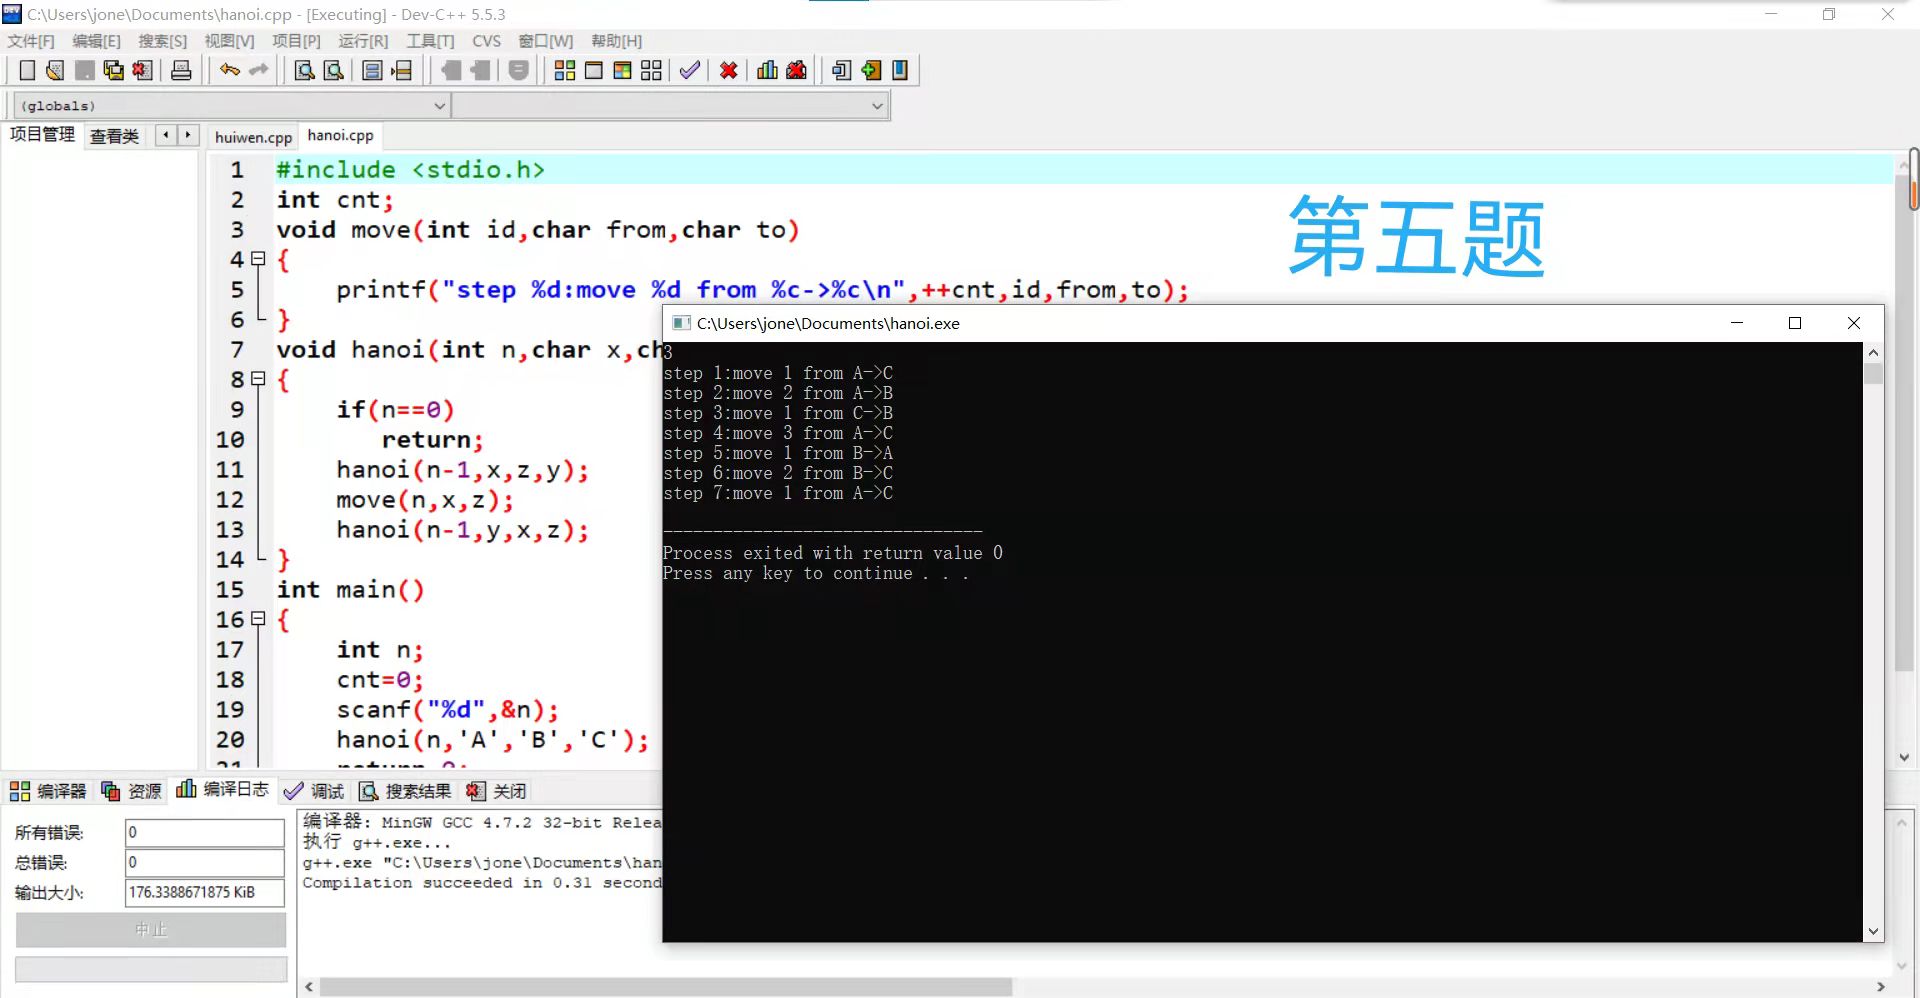 C:\Users\jone\Documents\hanoi.cpp - [Executing] - Dev-C++ 5.5.3
文件[F] 编辑[E] 搜索[S] 视图[V] 项目[P] 运行[R] 工具[T] CVS 窗口[W] 帮助[H]
(globals)
项目管理 查看类 huiwen.cpp hanoi.cpp
1 #include <stdio.h>
2 int cnt;
3 void move(int id,char from,char to)
4 {
5 printf("step %d:move %d from %c->%c\n",++cnt,id,from,to);
6 }
7 void hanoi(int n,char x,ch
8 {
9 if(n==0)
10 return;
11 hanoi(n-1,x,z,y);
12 move(n,x,z);
13 hanoi(n-1,y,x,z);
14 }
15 int main()
16 {
17 int n;
18 cnt=0;
19 scanf("%d",&n);
20 hanoi(n,'A','B','C');
21 return 0;
第五题
C:\Users\jone\Documents\hanoi.exe
3
step 1:move 1 from A->C
step 2:move 2 from A->B
step 3:move 1 from C->B
step 4:move 3 from A->C
step 5:move 1 from B->A
step 6:move 2 from B->C
step 7:move 1 from A->C
--------------------------------
Process exited with return value 0
Press any key to continue . . .
编译器 资源 编译日志 调试 搜索结果 关闭
所有错误: 0
总错误: 0
输出大小: 176.3388671875 KiB
中止
编译器: MinGW GCC 4.7.2 32-bit Relea
执行 g++.exe...
g++.exe "C:\Users\jone\Documents\han
Compilation succeeded in 0.31 second